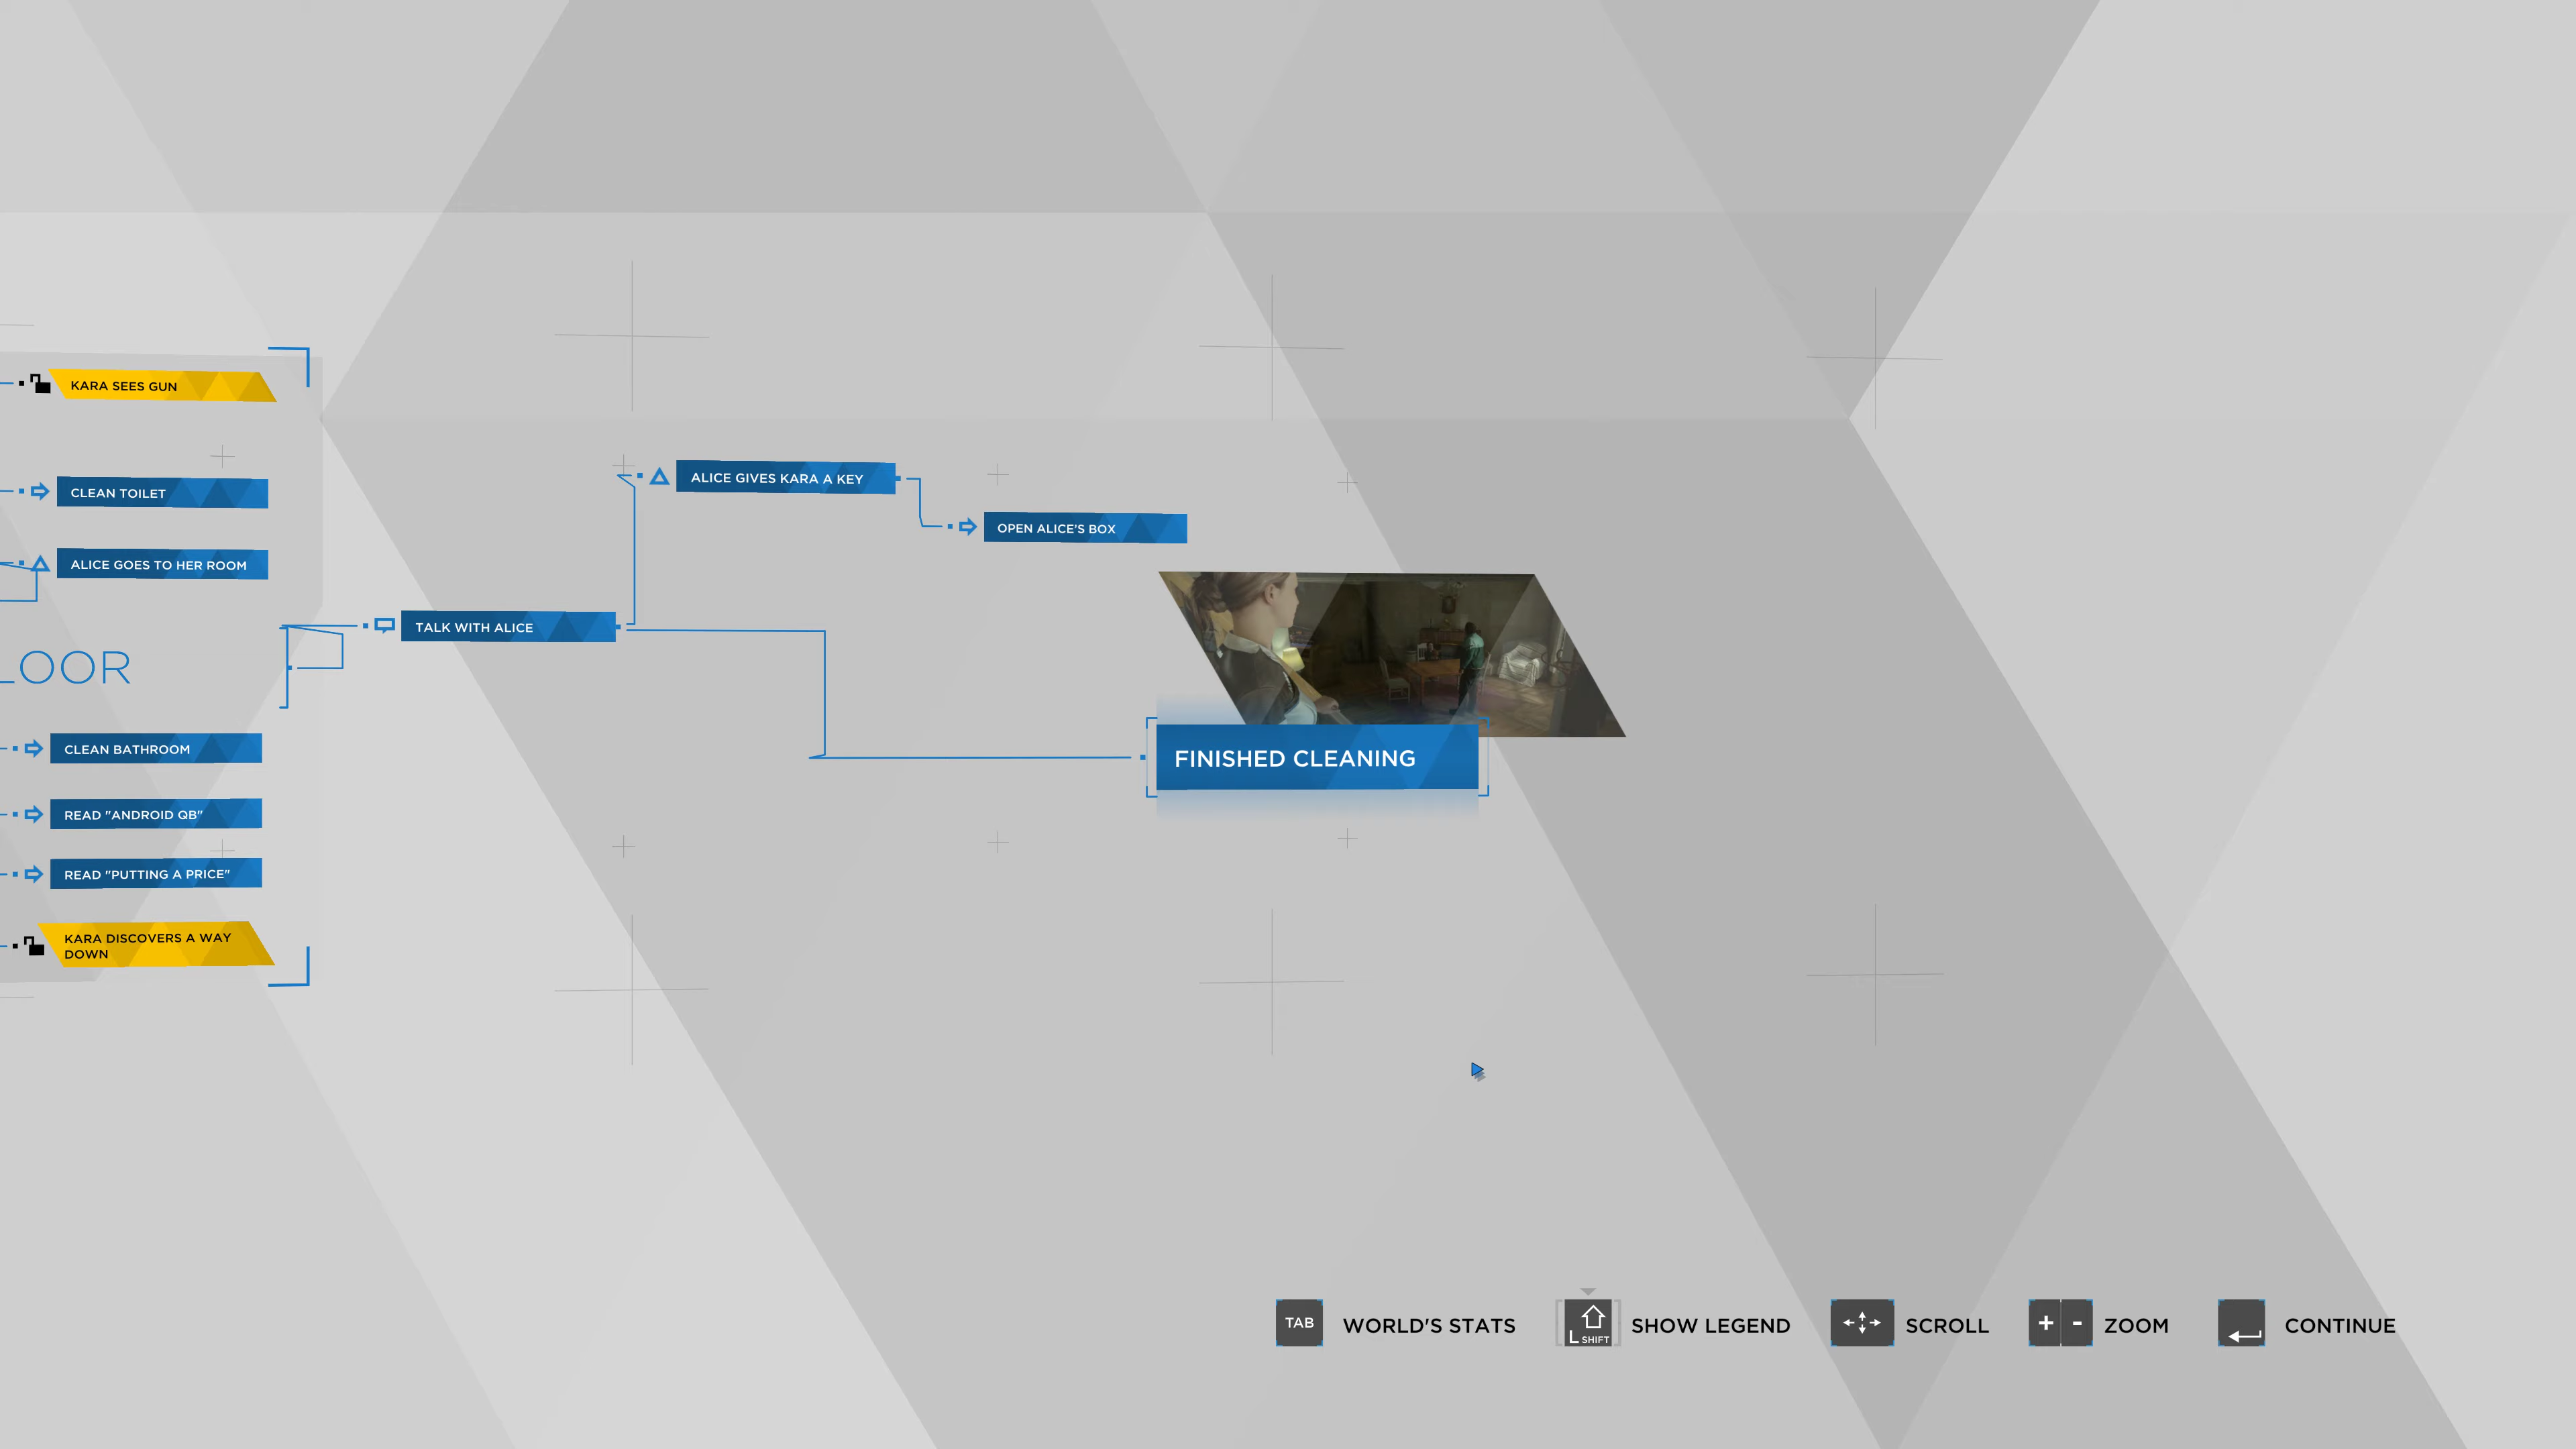 KARA SEES GUN
CLEAN TOILET
ALICE GOES TO HER ROOM
LOOR
CLEAN BATHROOM
READ "ANDROID QB"
READ "PUTTING A PRICE"
KARA DISCOVERS A WAY
DOWN
TALK WITH ALICE
ALICE GIVES KARA A KEY
OPEN ALICE'S BOX
FINISHED CLEANING
TAB WORLD'S STATS
L SHIFT SHOW LEGEND
SCROLL
+ - ZOOM
CONTINUE